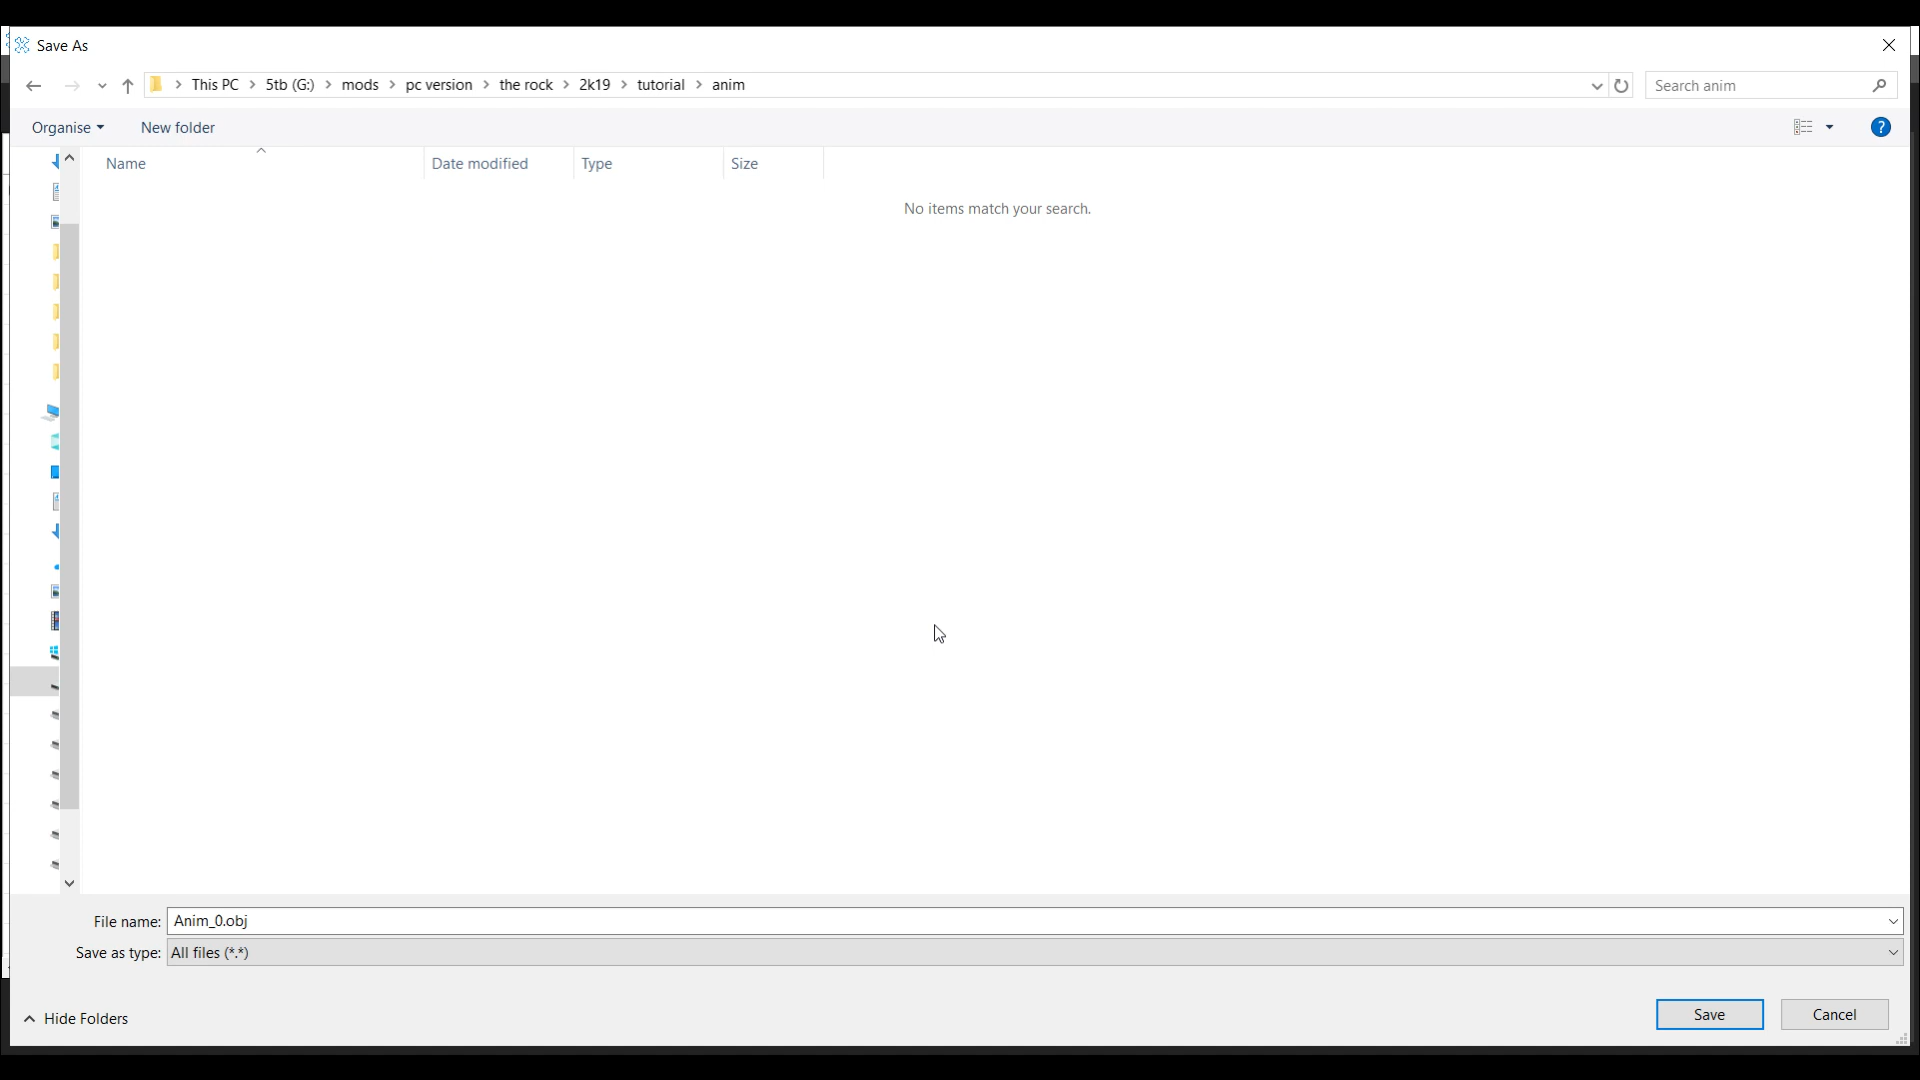 Save As
This PC > 5tb (G:) > mods > pc version > the rock > 2k19 > tutorial > anim
Search anim
Organise
New folder
?
Name
Date modified
Type
Size
No items match your search.
File name: Anim_0.obj
Save as type: All files (*.*)
Hide Folders
Save
Cancel